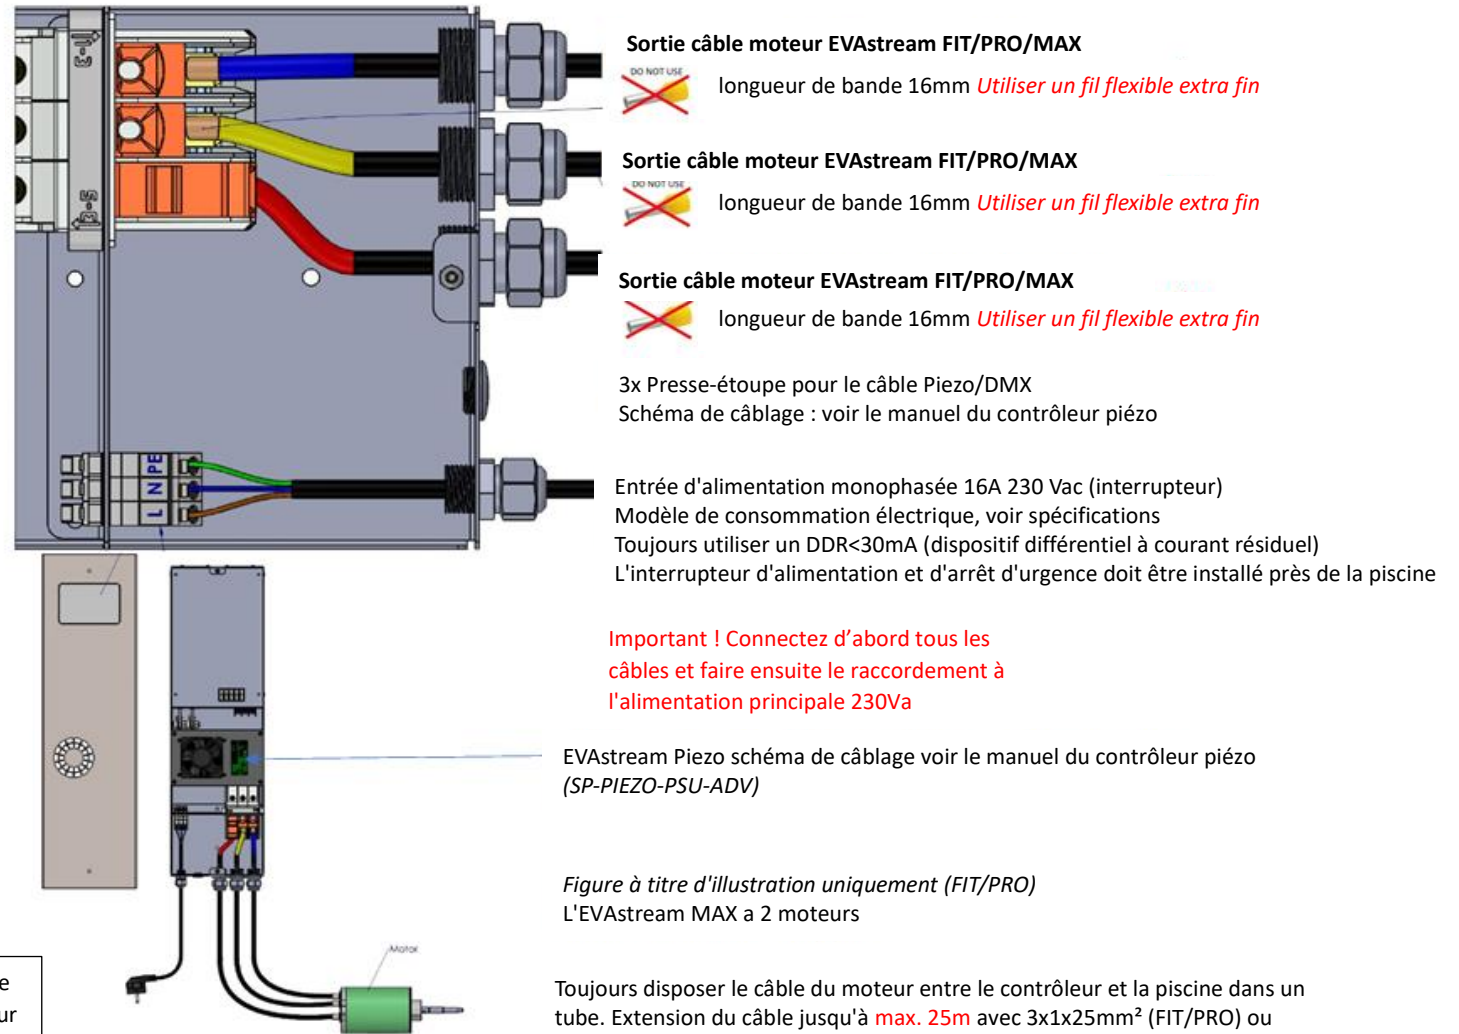 Sortie câble moteur EVAstream FIT/PRO/MAX
DO NOT USE
longueur de bande 16mm Utiliser un fil flexible extra fin
Sortie câble moteur EVAstream FIT/PRO/MAX
DO NOT USE
longueur de bande 16mm Utiliser un fil flexible extra fin
Sortie câble moteur EVAstream FIT/PRO/MAX
longueur de bande 16mm Utiliser un fil flexible extra fin
3x Presse-étoupe pour le câble Piezo/DMX
Schéma de câblage : voir le manuel du contrôleur piézo
PE
N
L
Entrée d'alimentation monophasée 16A 230 Vac (interrupteur)
Modèle de consommation électrique, voir spécifications
Toujours utiliser un DDR<30mA (dispositif différentiel à courant résiduel)
L'interrupteur d'alimentation et d'arrêt d'urgence doit être installé près de la piscine
Important ! Connectez d’abord tous les
câbles et faire ensuite le raccordement à
l'alimentation principale 230Va
EVAstream Piezo schéma de câblage voir le manuel du contrôleur piézo
(SP-PIEZO-PSU-ADV)
Figure à titre d'illustration uniquement (FIT/PRO)
L'EVAstream MAX a 2 moteurs
Motor
e
ur
Toujours disposer le câble du moteur entre le contrôleur et la piscine dans un
tube. Extension du câble jusqu'à max. 25m avec 3x1x25mm² (FIT/PRO) ou